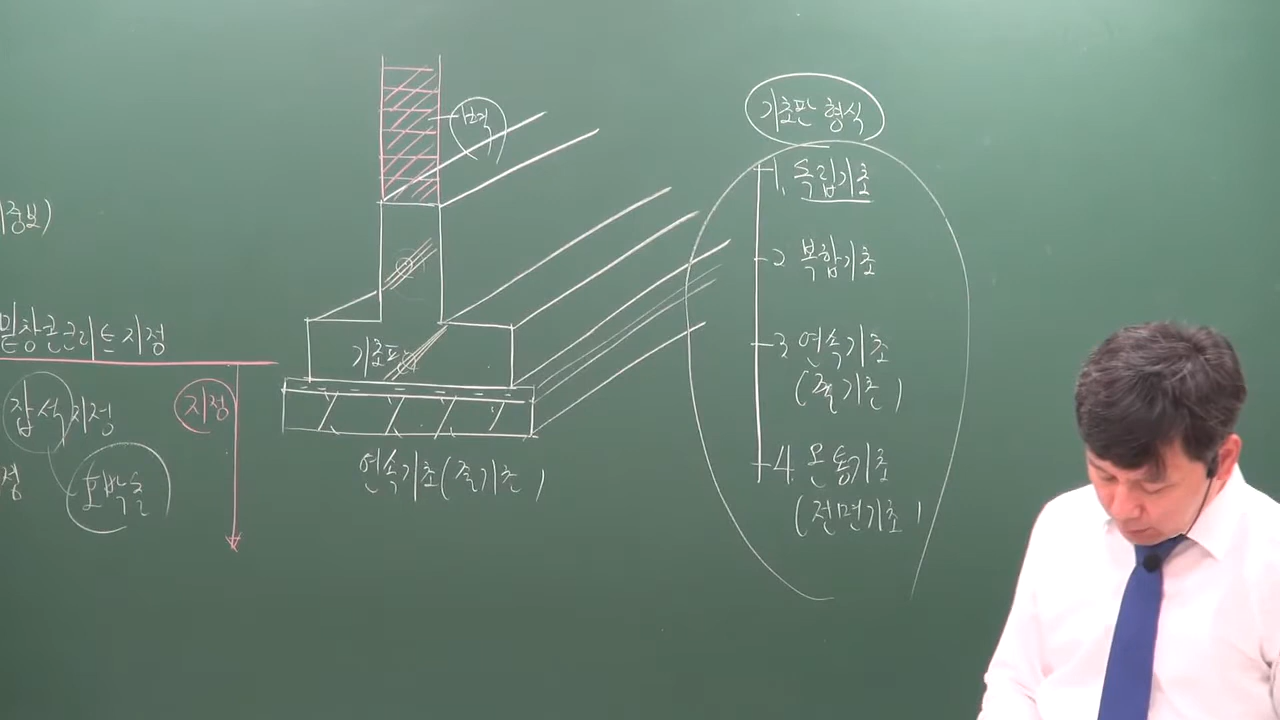 중보)
밑창콘크리트지정
잡석지정
지정
벽
기초판
연속기초(줄기초)
기초판 형식
1. 독립기초
2 복합기초
3 연속기초
(줄기초)
4. 온통기초
(전면기초)